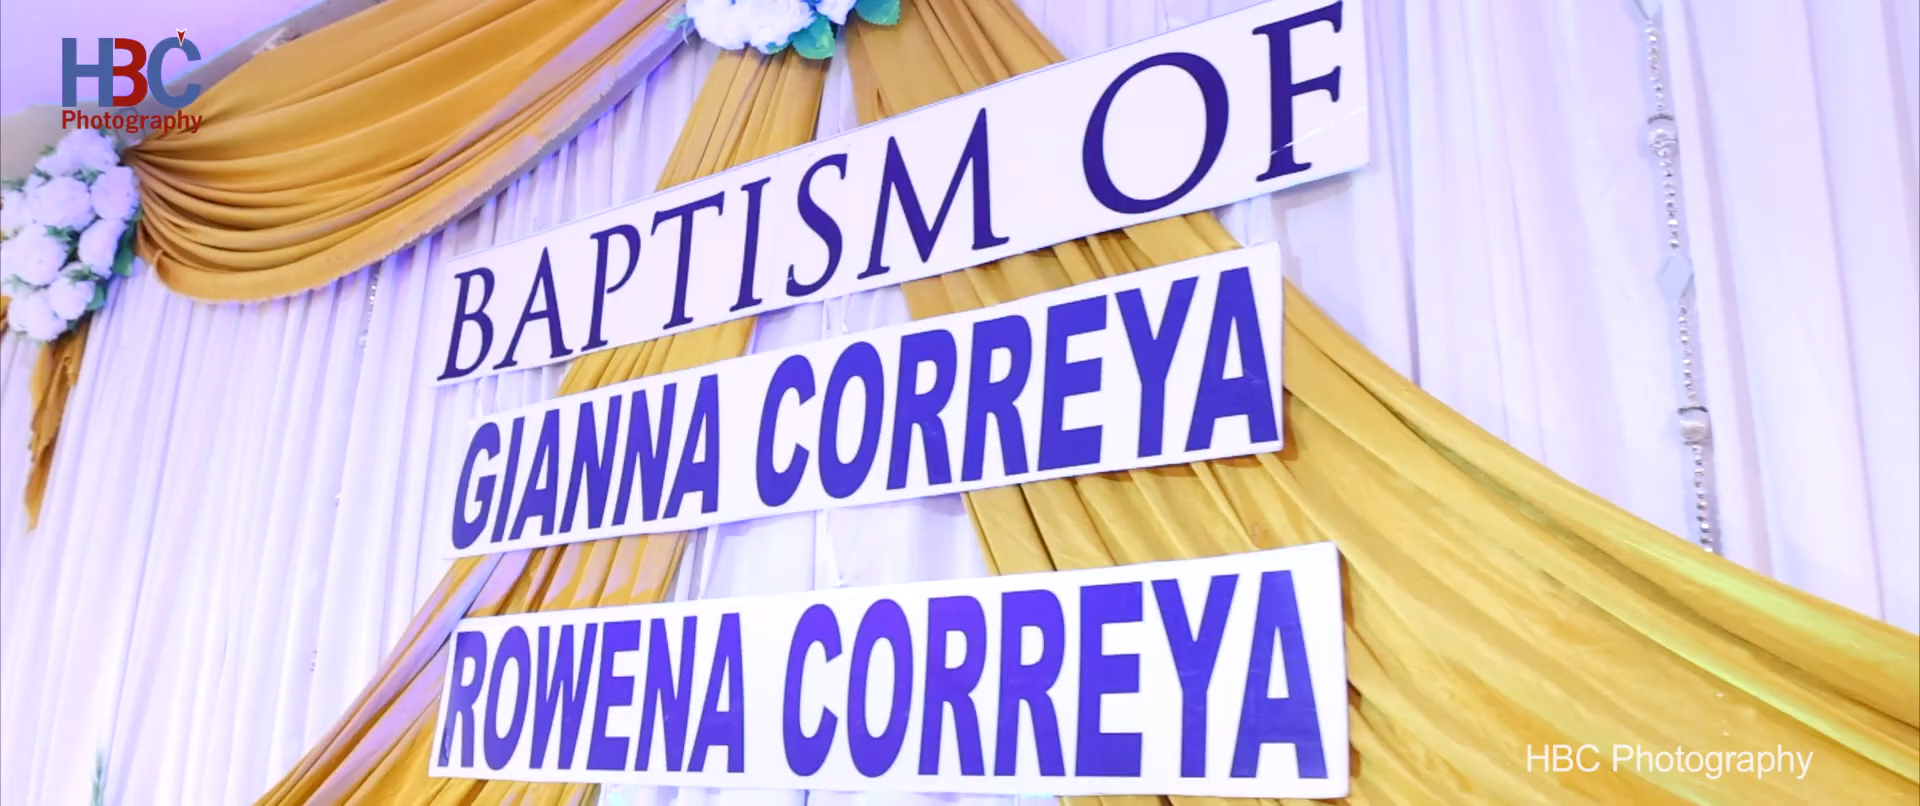 HBC
Photography
BAPTISM OF
GIANNA CORREYA
ROWENA CORREYA
HBC Photography